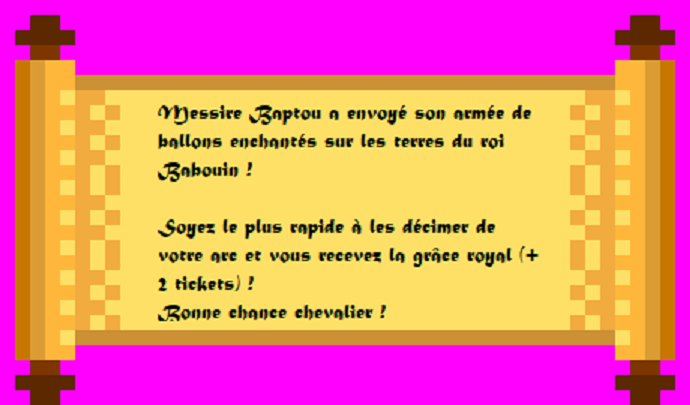 Messire Baptou a envoyé son armée de
ballons enchantés sur les terres du roi
Babouin !
Soyez le plus rapide à les décimer de
votre arc et vous recevez la grâce royal (+
2 tickets) !
Bonne chance chevalier !